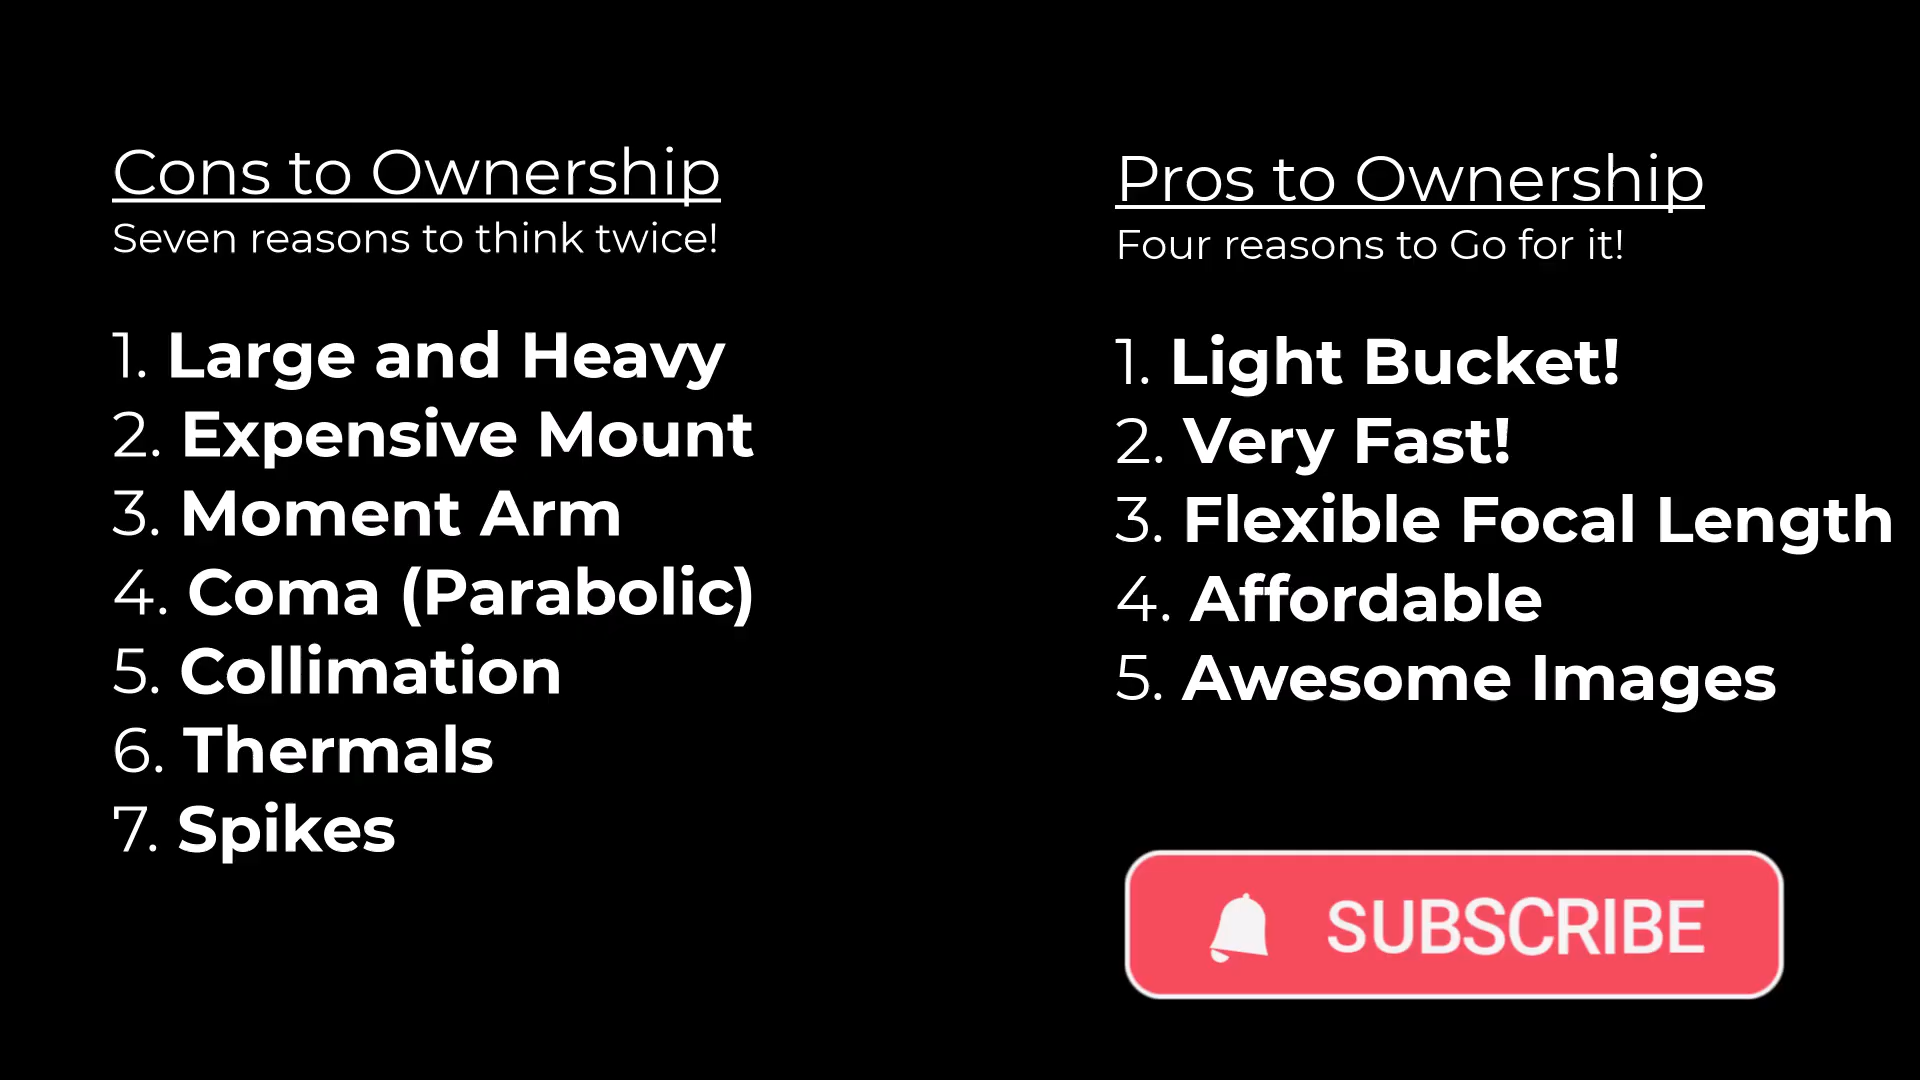 Cons to Ownership
Seven reasons to think twice!
1. Large and Heavy
2. Expensive Mount
3. Moment Arm
4. Coma (Parabolic)
5. Collimation
6. Thermals
7. Spikes
Pros to Ownership
Four reasons to Go for it!
1. Light Bucket!
2. Very Fast!
3. Flexible Focal Length
4. Affordable
5. Awesome Images
SUBSCRIBE